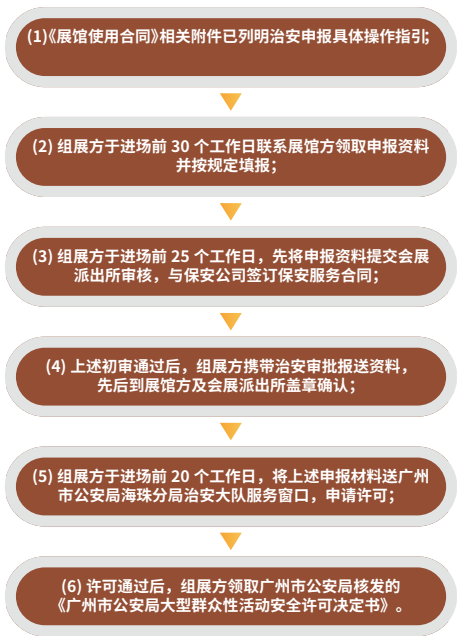 (1)《展馆使用合同》相关附件已列明治安申报具体操作指引;
(2) 组展方于进场前 30 个工作日联系展馆方领取申报资料
并按规定填报；
(3) 组展方于进场前 25 个工作日，先将申报资料提交会展
派出所审核，与保安公司签订保安服务合同；
(4) 上述初审通过后，组展方携带治安审批报送资料，
先后到展馆方及会展派出所盖章确认；
(5) 组展方于进场前 20 个工作日，将上述申报材料送广州
市公安局海珠分局治安大队服务窗口，申请许可；
(6) 许可通过后，组展方领取广州市公安局核发的
《广州市公安局大型群众性活动安全许可决定书》。